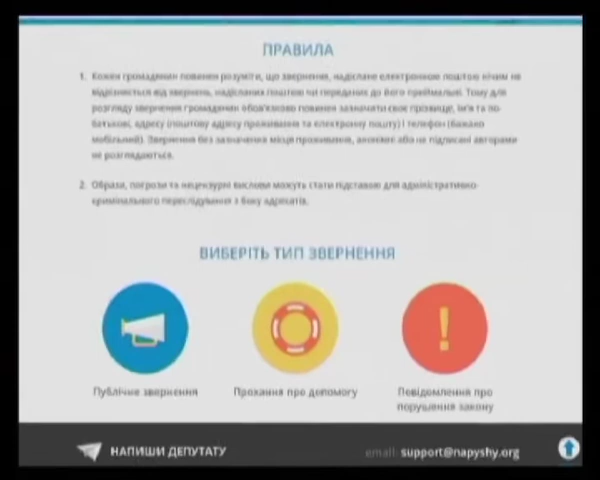 ПРАВИЛА
1. Кожен громадянин повинен розуміти, що звернення, надіслане електронною поштою нічим не
відрізняється від звернень, надісланих поштою чи переданих до його приймальні. Тому для
розгляду звернення громадянин обов'язково повинен зазначати своє прізвище, ім'я та по-
батькові, адресу (поштову адресу проживання та електронну пошту) і телефон (бажано
мобільний). Звернення без зазначення місця проживання, анонімні або не підписані авторами
не розглядаються.
2. Образи, погрози та нецензурні вислови можуть стати підставою для адміністративно-
кримінального переслідування з боку адресатів.
ВИБЕРІТЬ ТИП ЗВЕРНЕННЯ
Публічне звернення
Прохання про допомогу
Повідомлення про
порушення закону
НАПИШИ ДЕПУТАТУ
email: support@napyshy.org